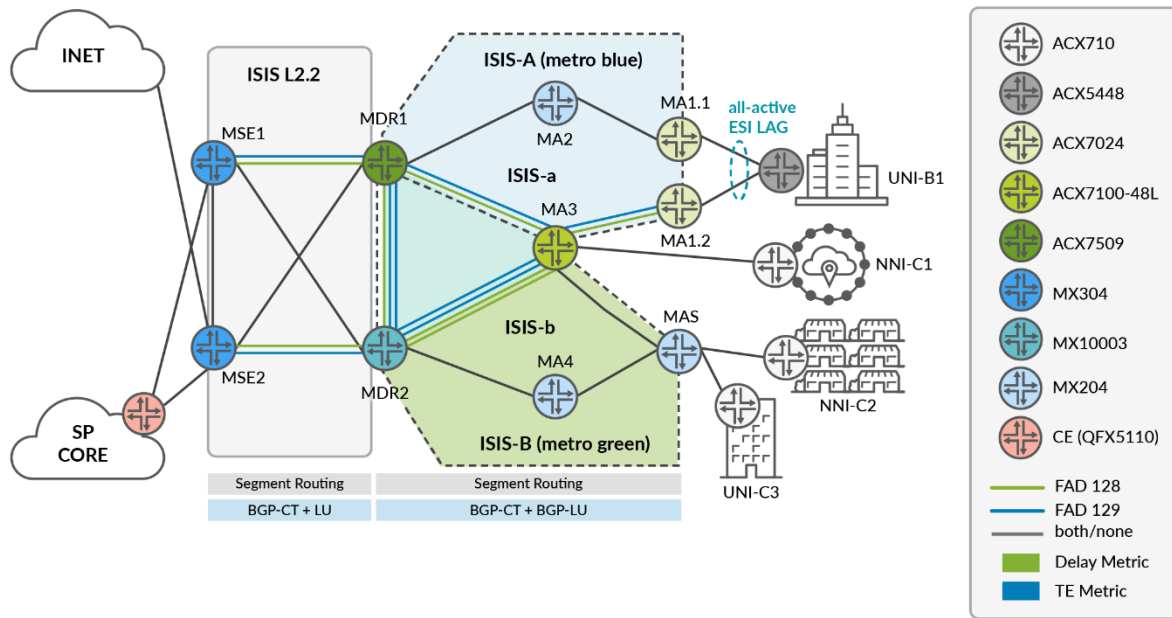 INET
ISIS L2.2
MSE1
MSE2
SP
CORE
MDR1
MDR2
ISIS-A (metro blue)
MA2
MA1.1
all-active
ESI LAG
UNI-B1
ISIS-a
MA3
MA1.2
NNI-C1
ISIS-b
MAS
MA4
NNI-C2
ISIS-B (metro green)
UNI-C3
Segment Routing
Segment Routing
BGP-CT + LU
BGP-CT + BGP-LU
ACX710
ACX5448
ACX7024
ACX7100-48L
ACX7509
MX304
MX10003
MX204
CE (QFX5110)
FAD 128
FAD 129
both/none
Delay Metric
TE Metric